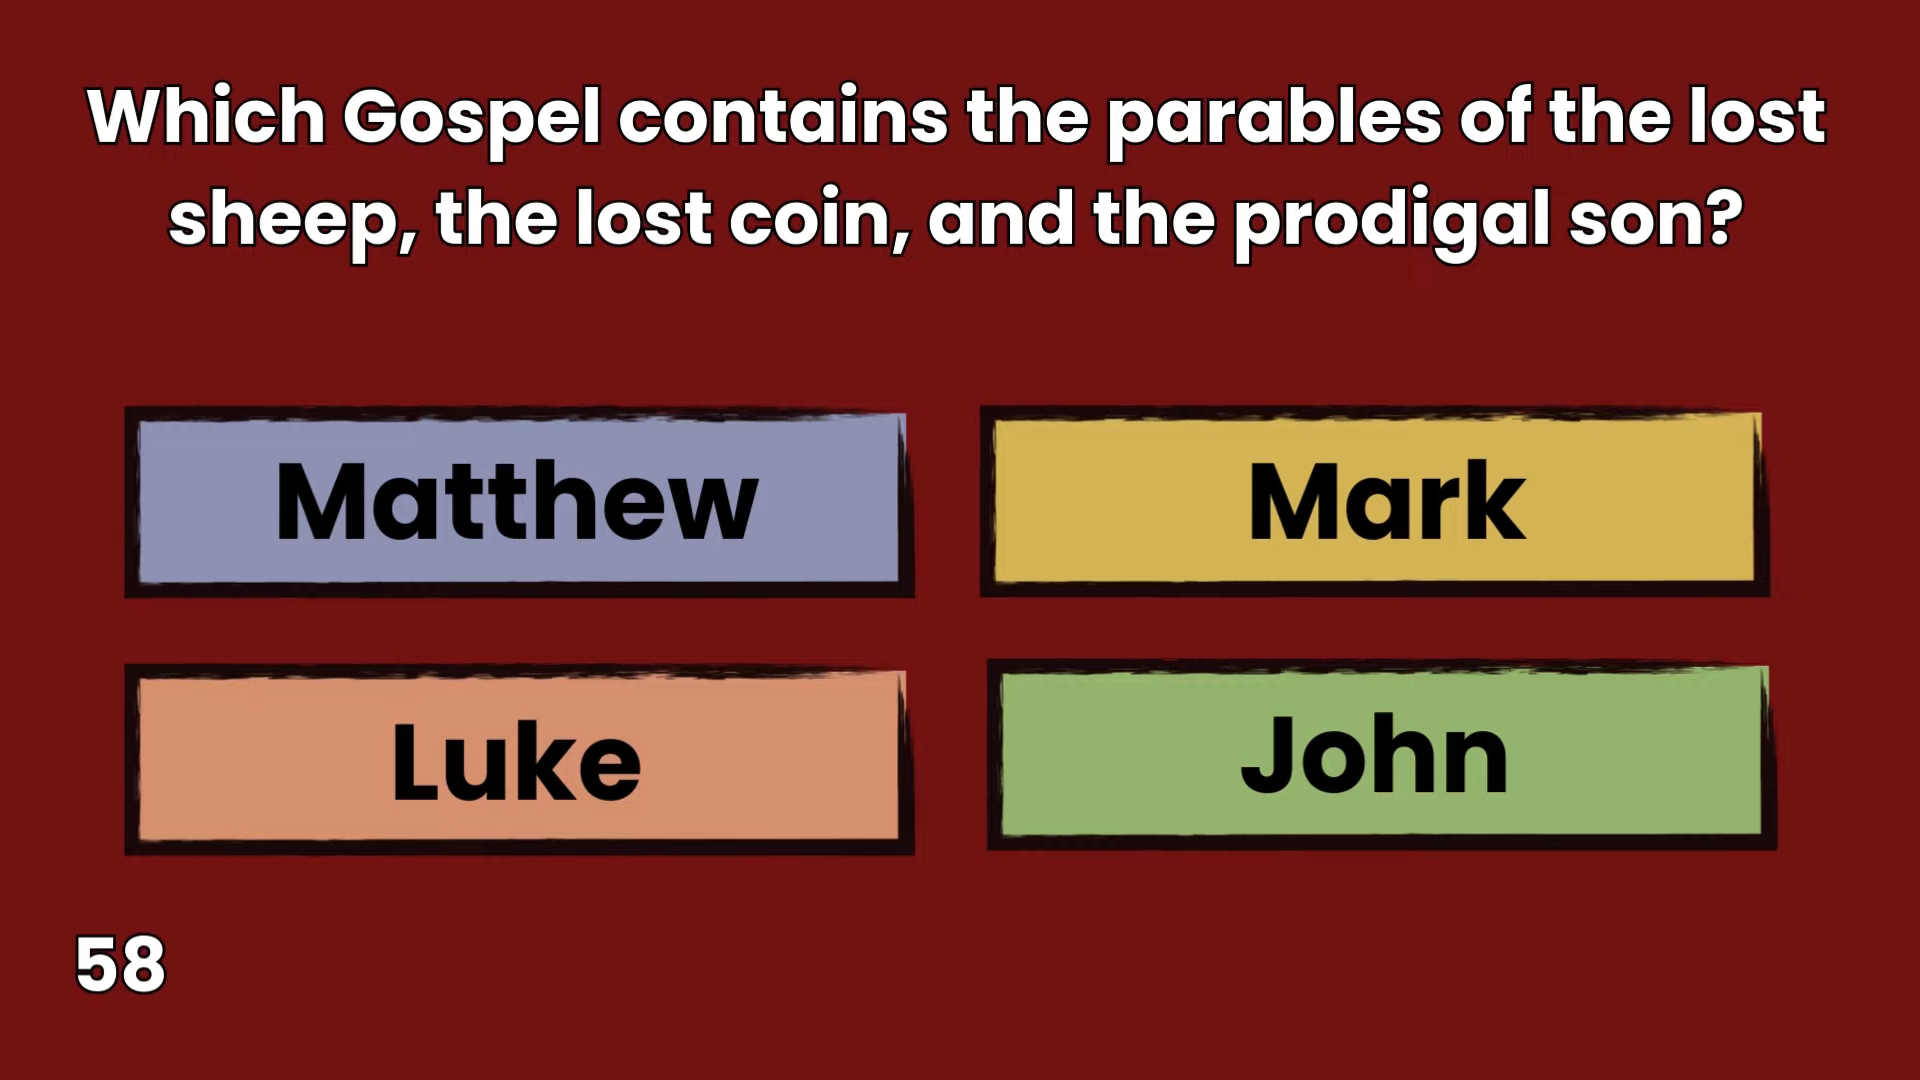 Which Gospel contains the parables of the lost
sheep, the lost coin, and the prodigal son?
Matthew
Mark
Luke
John
58